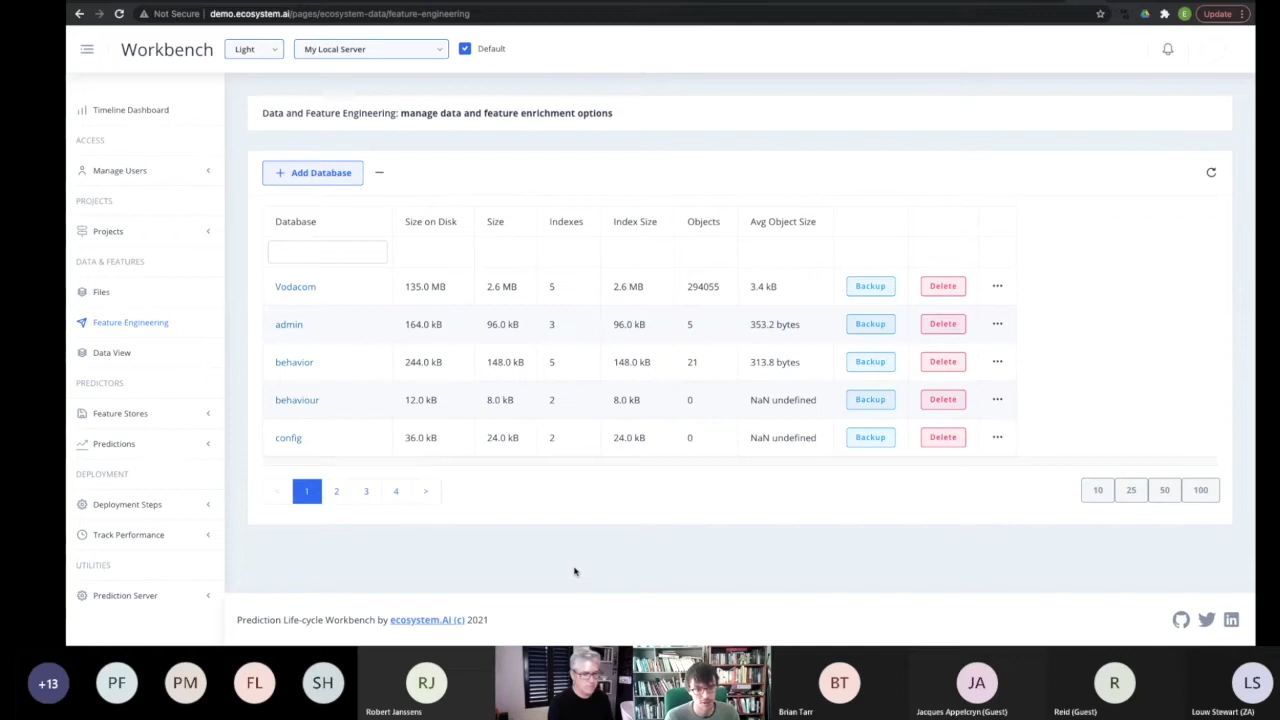 Not Secure | demo.ecosystem.ai/pages/ecosystem-data/feature-engineering
E
Update
Workbench
Light
My Local Server
Default
Timeline Dashboard
ACCESS
Manage Users
PROJECTS
Projects
DATA & FEATURES
Files
Feature Engineering
Data View
PREDICTORS
Feature Stores
Predictions
DEPLOYMENT
Deployment Steps
Track Performance
UTILITIES
Prediction Server
Data and Feature Engineering: manage data and feature enrichment options
+ Add Database
Database Size on Disk Size Indexes Index Size Objects Avg Object Size
Vodacom 135.0 MB 2.6 MB 5 2.6 MB 294055 3.4 kB Backup Delete ...
admin 164.0 kB 96.0 kB 3 96.0 kB 5 353.2 bytes Backup Delete ...
behavior 244.0 kB 148.0 kB 5 148.0 kB 21 313.8 bytes Backup Delete ...
behaviour 12.0 kB 8.0 kB 2 8.0 kB 0 NaN undefined Backup Delete ...
config 36.0 kB 24.0 kB 2 24.0 kB 0 NaN undefined Backup Delete ...
< 1 2 3 4 >
10 25 50 100
Prediction Life-cycle Workbench by ecosystem.Ai (c) 2021
+13 PF PM FL SH RJ BT JA R LS
Robert Janssens Brian Tarr Jacques Appelcryn (Guest) Reid (Guest) Louw Stewart (ZA)